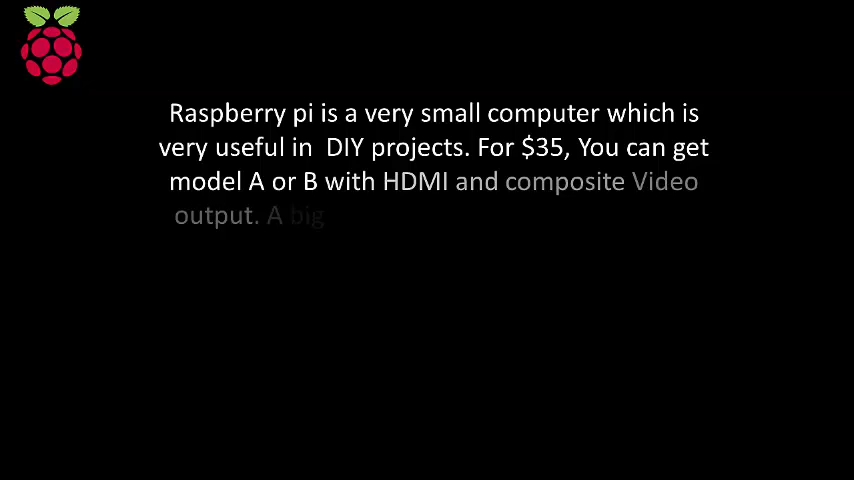 Raspberry pi is a very small computer which is
very useful in  DIY projects. For $35, You can get
model A or B with HDMI and composite Video
output. A big